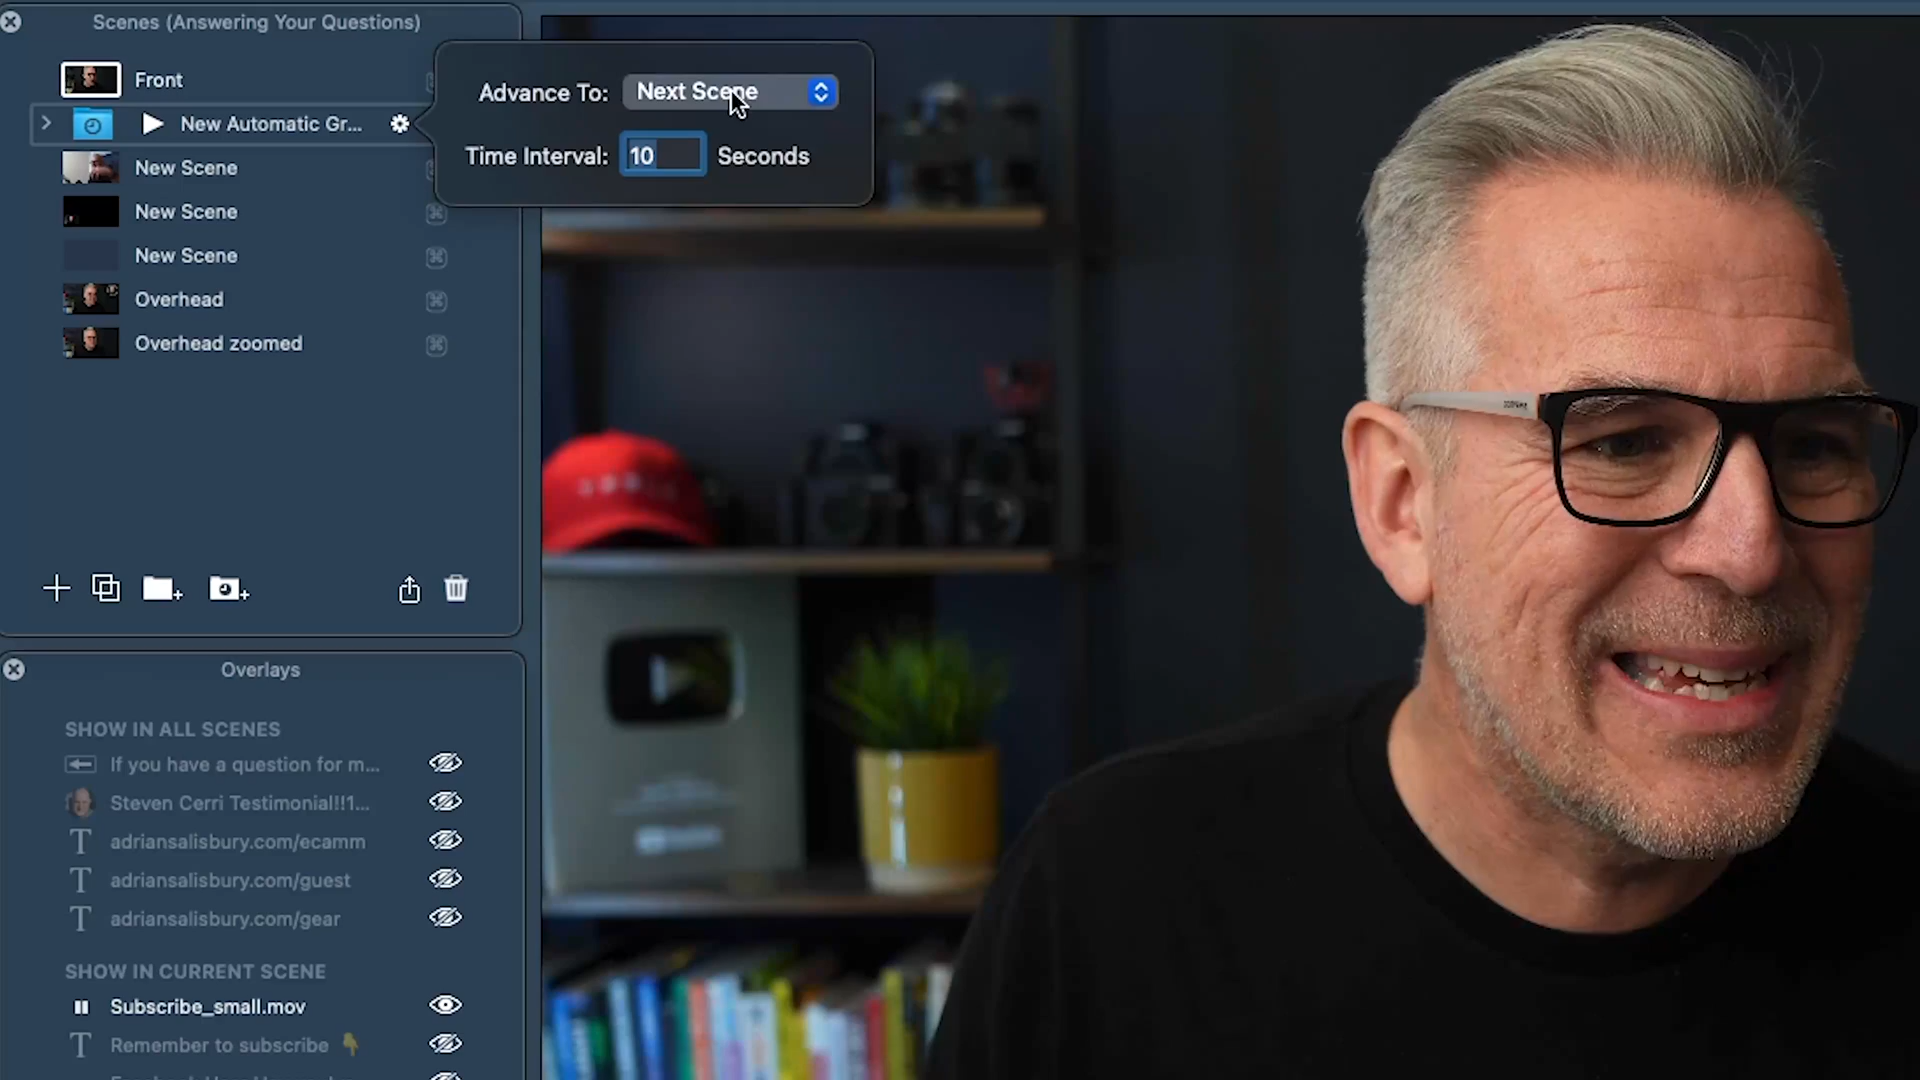 Scenes (Answering Your Questions)
Front
New Automatic Gr...
New Scene
New Scene
New Scene
Overhead
Overhead zoomed
Advance To: Next Scene
Time Interval: 10 Seconds
Overlays
SHOW IN ALL SCENES
If you have a question for m...
Steven Cerri Testimonial!!1...
adriansalisbury.com/ecamm
adriansalisbury.com/guest
adriansalisbury.com/gear
SHOW IN CURRENT SCENE
Subscribe_small.mov
Remember to subscribe 👇